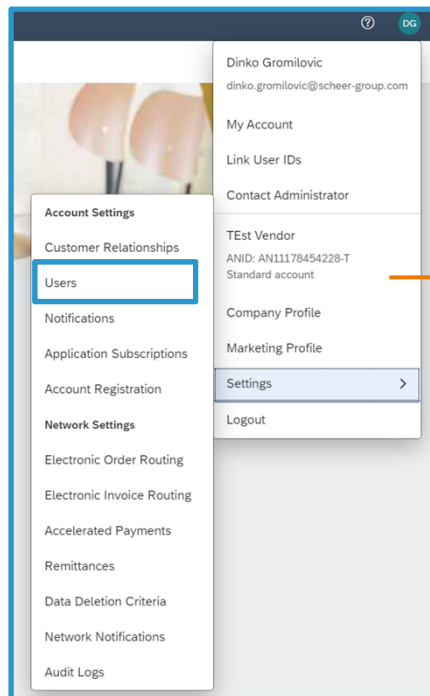 DG
Dinko Gromilovic
dinko.gromilovic@scheer-group.com
My Account
Link User IDs
Contact Administrator
TEst Vendor
ANID: AN11178454228-T
Standard account
Company Profile
Marketing Profile
Settings
Logout
Account Settings
Customer Relationships
Users
Notifications
Application Subscriptions
Account Registration
Network Settings
Electronic Order Routing
Electronic Invoice Routing
Accelerated Payments
Remittances
Data Deletion Criteria
Network Notifications
Audit Logs